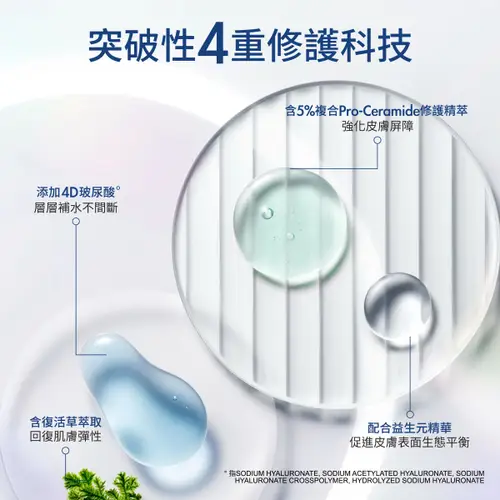 突破性4重修護科技
含5%複合Pro-Ceramide修護精萃
強化皮膚屏障
添加4D玻尿酸°
層層補水不間斷
含復活草萃取
回復肌膚彈性
配合益生元精華
促進皮膚表面生態平衡
° 指SODIUM HYALURONATE, SODIUM ACETYLATED HYALURONATE, SODIUM
HYALURONATE CROSSPOLYMER, HYDROLYZED SODIUM HYALURONATE